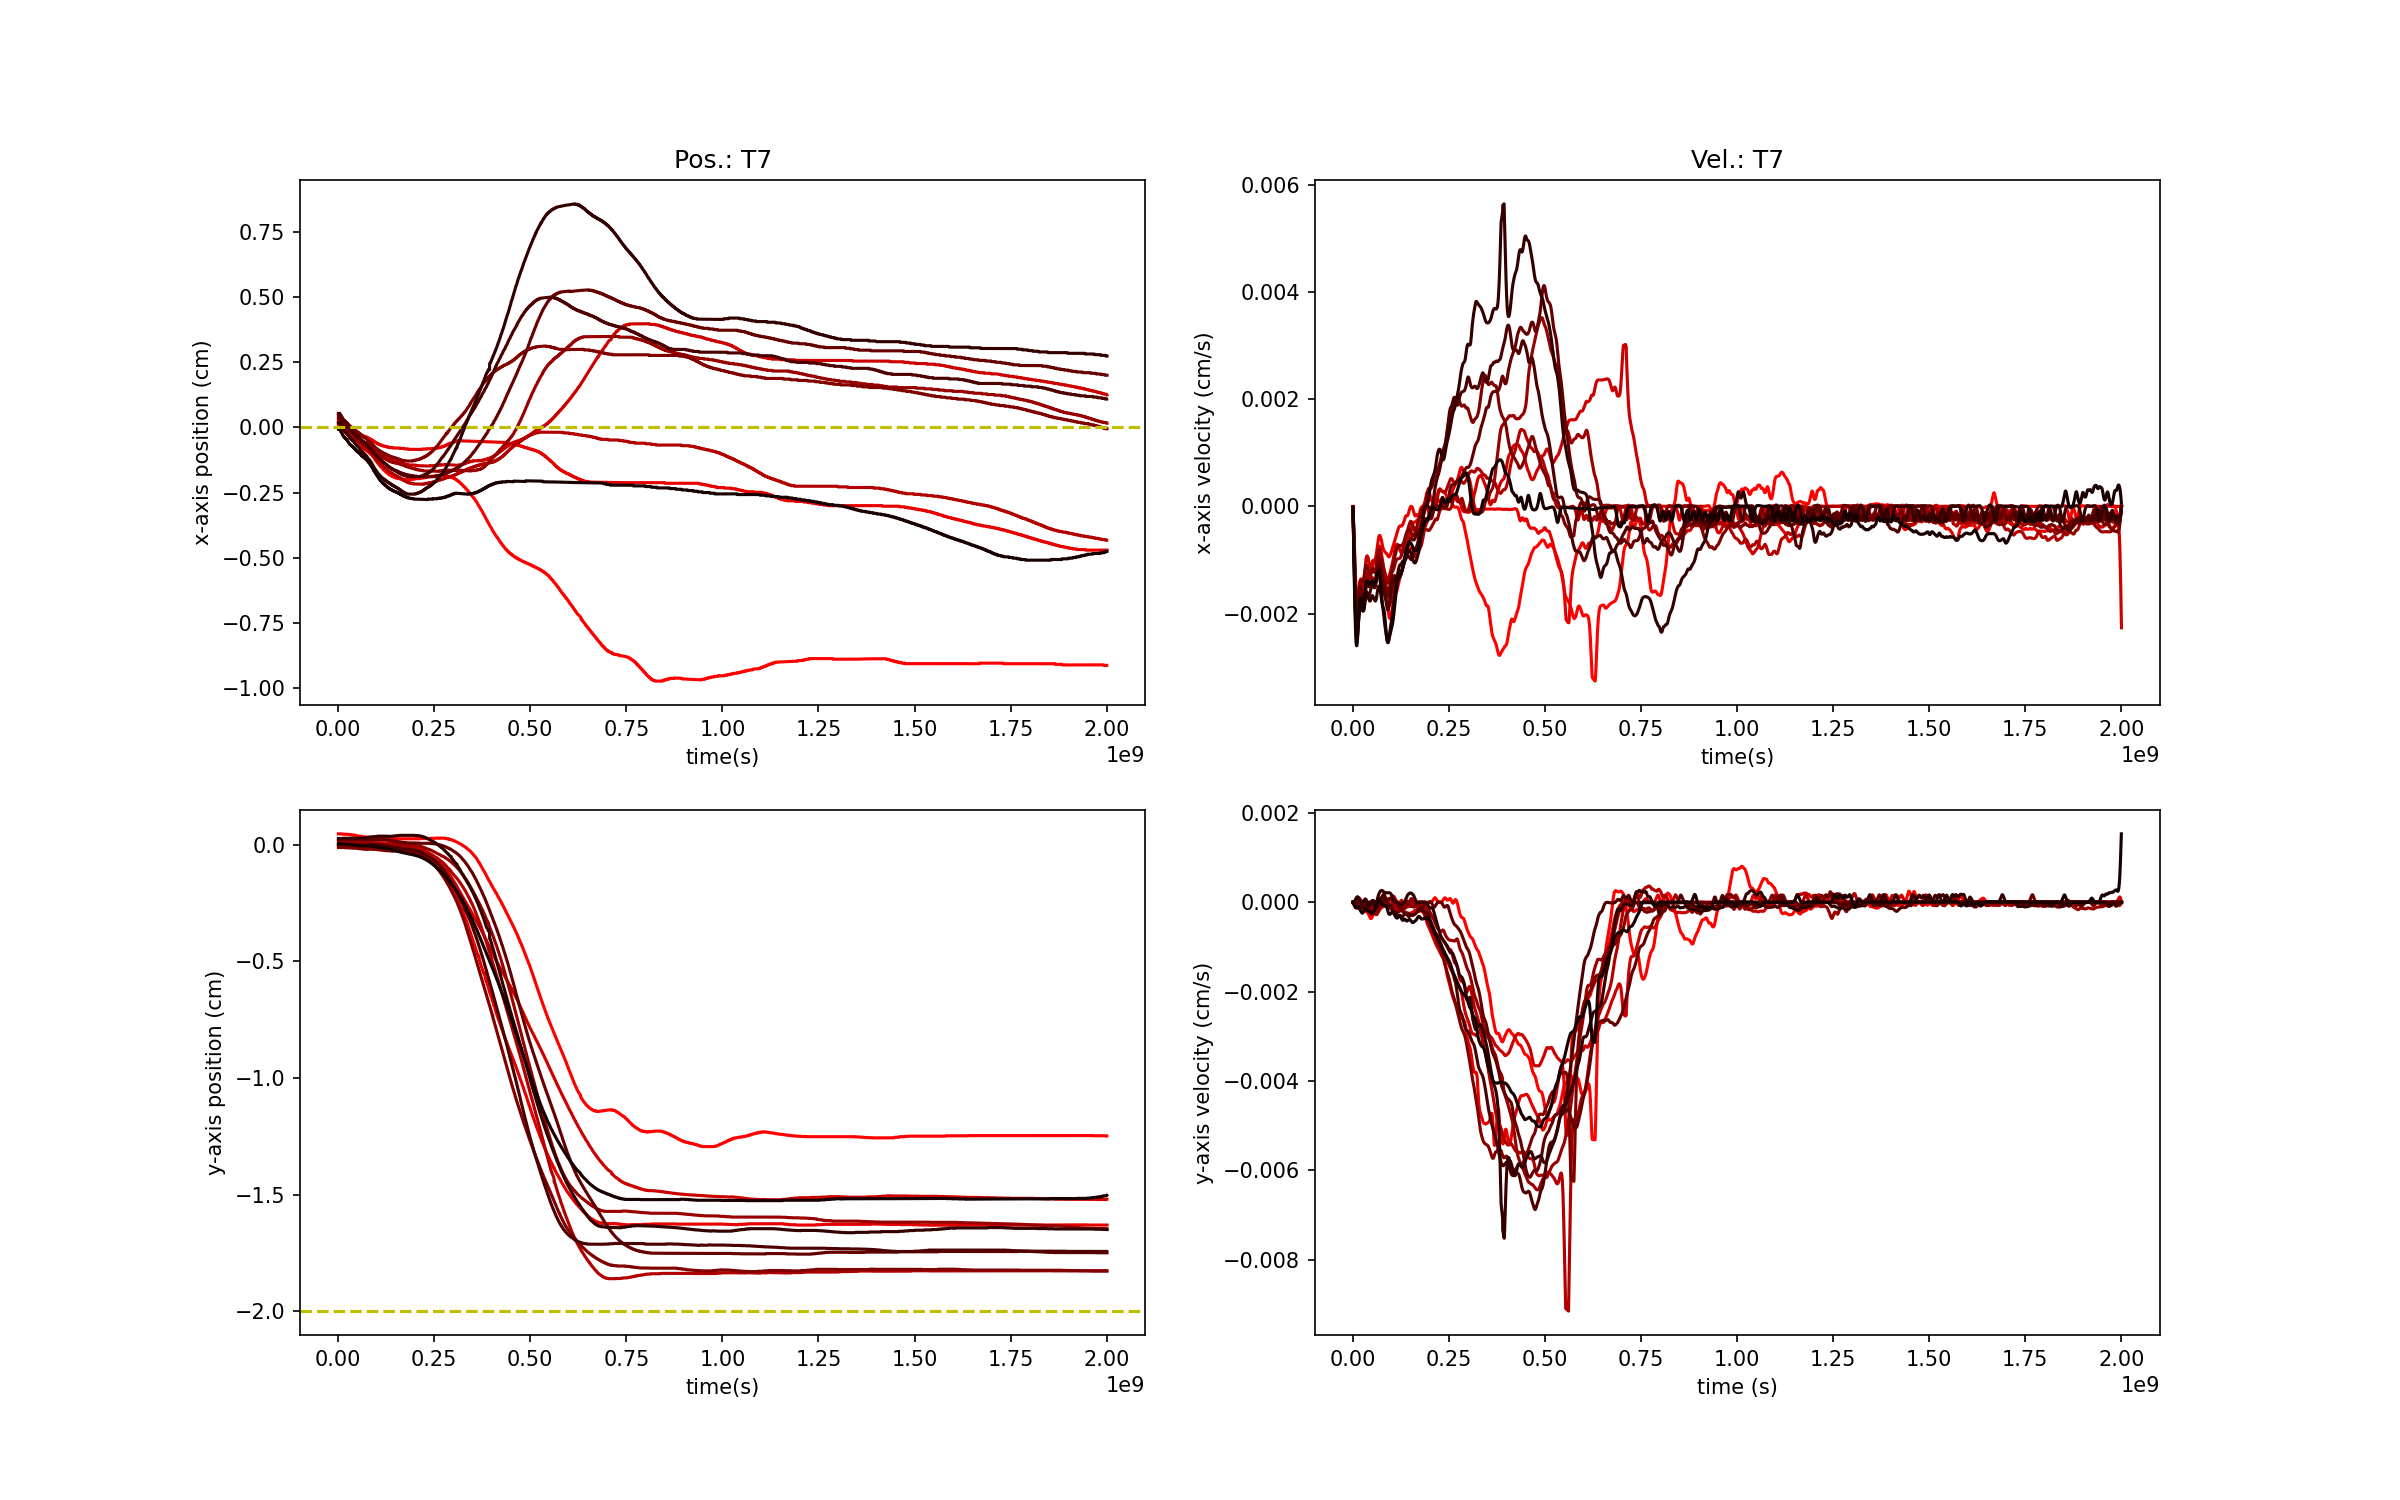 Pos.: T7
Vel.: T7
x-axis position (cm)
0.75
0.50
0.25
0.00
−0.25
−0.50
−0.75
−1.00
0.00 0.25 0.50 0.75 1.00 1.25 1.50 1.75 2.00
time(s)
1e9
x-axis velocity (cm/s)
0.006
0.004
0.002
0.000
−0.002
0.00 0.25 0.50 0.75 1.00 1.25 1.50 1.75 2.00
time(s)
1e9
y-axis position (cm)
0.0
−0.5
−1.0
−1.5
−2.0
0.00 0.25 0.50 0.75 1.00 1.25 1.50 1.75 2.00
time(s)
1e9
y-axis velocity (cm/s)
0.002
0.000
−0.002
−0.004
−0.006
−0.008
0.00 0.25 0.50 0.75 1.00 1.25 1.50 1.75 2.00
time (s)
1e9